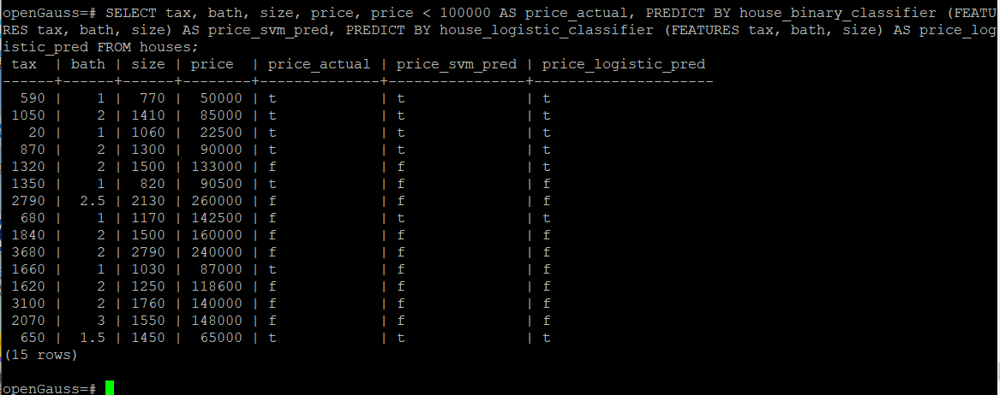 openGauss=# SELECT tax, bath, size, price, price < 100000 AS price_actual, PREDICT BY house_binary_classifier (FEATU
RES tax, bath, size) AS price_svm_pred, PREDICT BY house_logistic_classifier (FEATURES tax, bath, size) AS price_log
istic_pred FROM houses;
 tax  | bath | size | price  | price_actual | price_svm_pred | price_logistic_pred
------+------+------+--------+--------------+----------------+---------------------
  590 |    1 |  770 |  50000 | t            | t              | t
 1050 |    2 | 1410 |  85000 | t            | t              | t
   20 |    1 | 1060 |  22500 | t            | t              | t
  870 |    2 | 1300 |  90000 | t            | t              | t
 1320 |    2 | 1500 | 133000 | f            | f              | t
 1350 |    1 |  820 |  90500 | t            | f              | f
 2790 |  2.5 | 2130 | 260000 | f            | f              | f
  680 |    1 | 1170 | 142500 | f            | t              | t
 1840 |    2 | 1500 | 160000 | f            | f              | f
 3680 |    2 | 2790 | 240000 | f            | f              | f
 1660 |    1 | 1030 |  87000 | t            | f              | f
 1620 |    2 | 1250 | 118600 | f            | f              | f
 3100 |    2 | 1760 | 140000 | f            | f              | f
 2070 |    3 | 1550 | 148000 | f            | f              | f
  650 |  1.5 | 1450 |  65000 | t            | t              | t
(15 rows)
openGauss=#